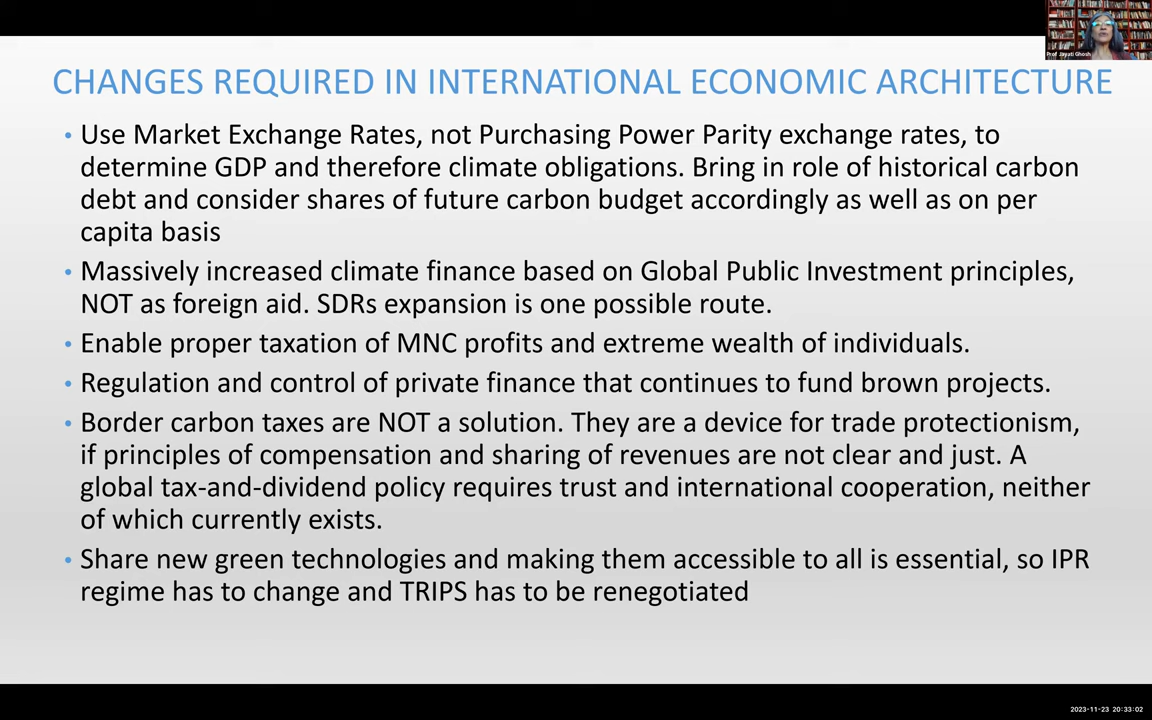 Prof Jayati Ghosh
CHANGES REQUIRED IN INTERNATIONAL ECONOMIC ARCHITECTURE
• Use Market Exchange Rates, not Purchasing Power Parity exchange rates, to
determine GDP and therefore climate obligations. Bring in role of historical carbon
debt and consider shares of future carbon budget accordingly as well as on per
capita basis
• Massively increased climate finance based on Global Public Investment principles,
NOT as foreign aid. SDRs expansion is one possible route.
• Enable proper taxation of MNC profits and extreme wealth of individuals.
• Regulation and control of private finance that continues to fund brown projects.
• Border carbon taxes are NOT a solution. They are a device for trade protectionism,
if principles of compensation and sharing of revenues are not clear and just. A
global tax-and-dividend policy requires trust and international cooperation, neither
of which currently exists.
• Share new green technologies and making them accessible to all is essential, so IPR
regime has to change and TRIPS has to be renegotiated
2023-11-23 20:33:02